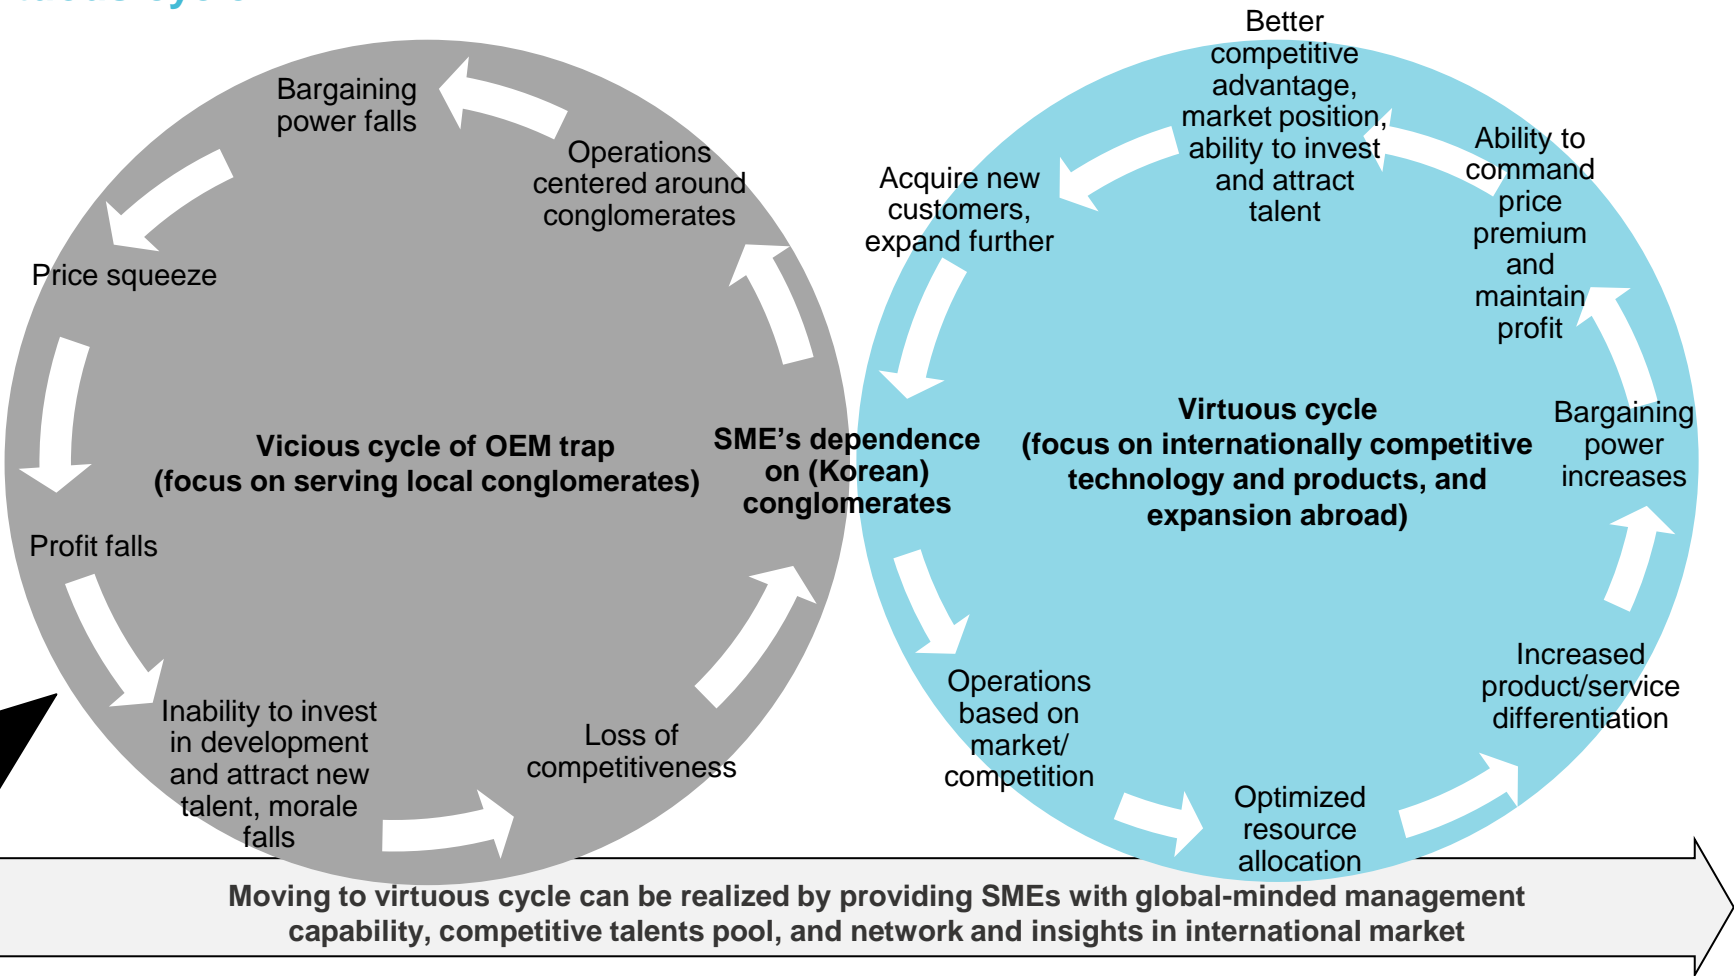 cycle
Bargaining
power falls
Operations
centered around
conglomerates
Price squeeze
Vicious cycle of OEM trap
(focus on serving local conglomerates)
SME’s dependence
on (Korean)
conglomerates
Profit falls
Inability to invest
in development
and attract new
talent, morale
falls
Loss of
competitiveness
Better
competitive
advantage,
market position,
ability to invest
and attract
talent
Ability to
command
price
premium
and
maintain
profit
Acquire new
customers,
expand further
Virtuous cycle
(focus on internationally competitive
technology and products, and
expansion abroad)
Bargaining
power
increases
Operations
based on
market/
competition
Optimized
resource
allocation
Increased
product/service
differentiation
Moving to virtuous cycle can be realized by providing SMEs with global-minded management
capability, competitive talents pool, and network and insights in international market